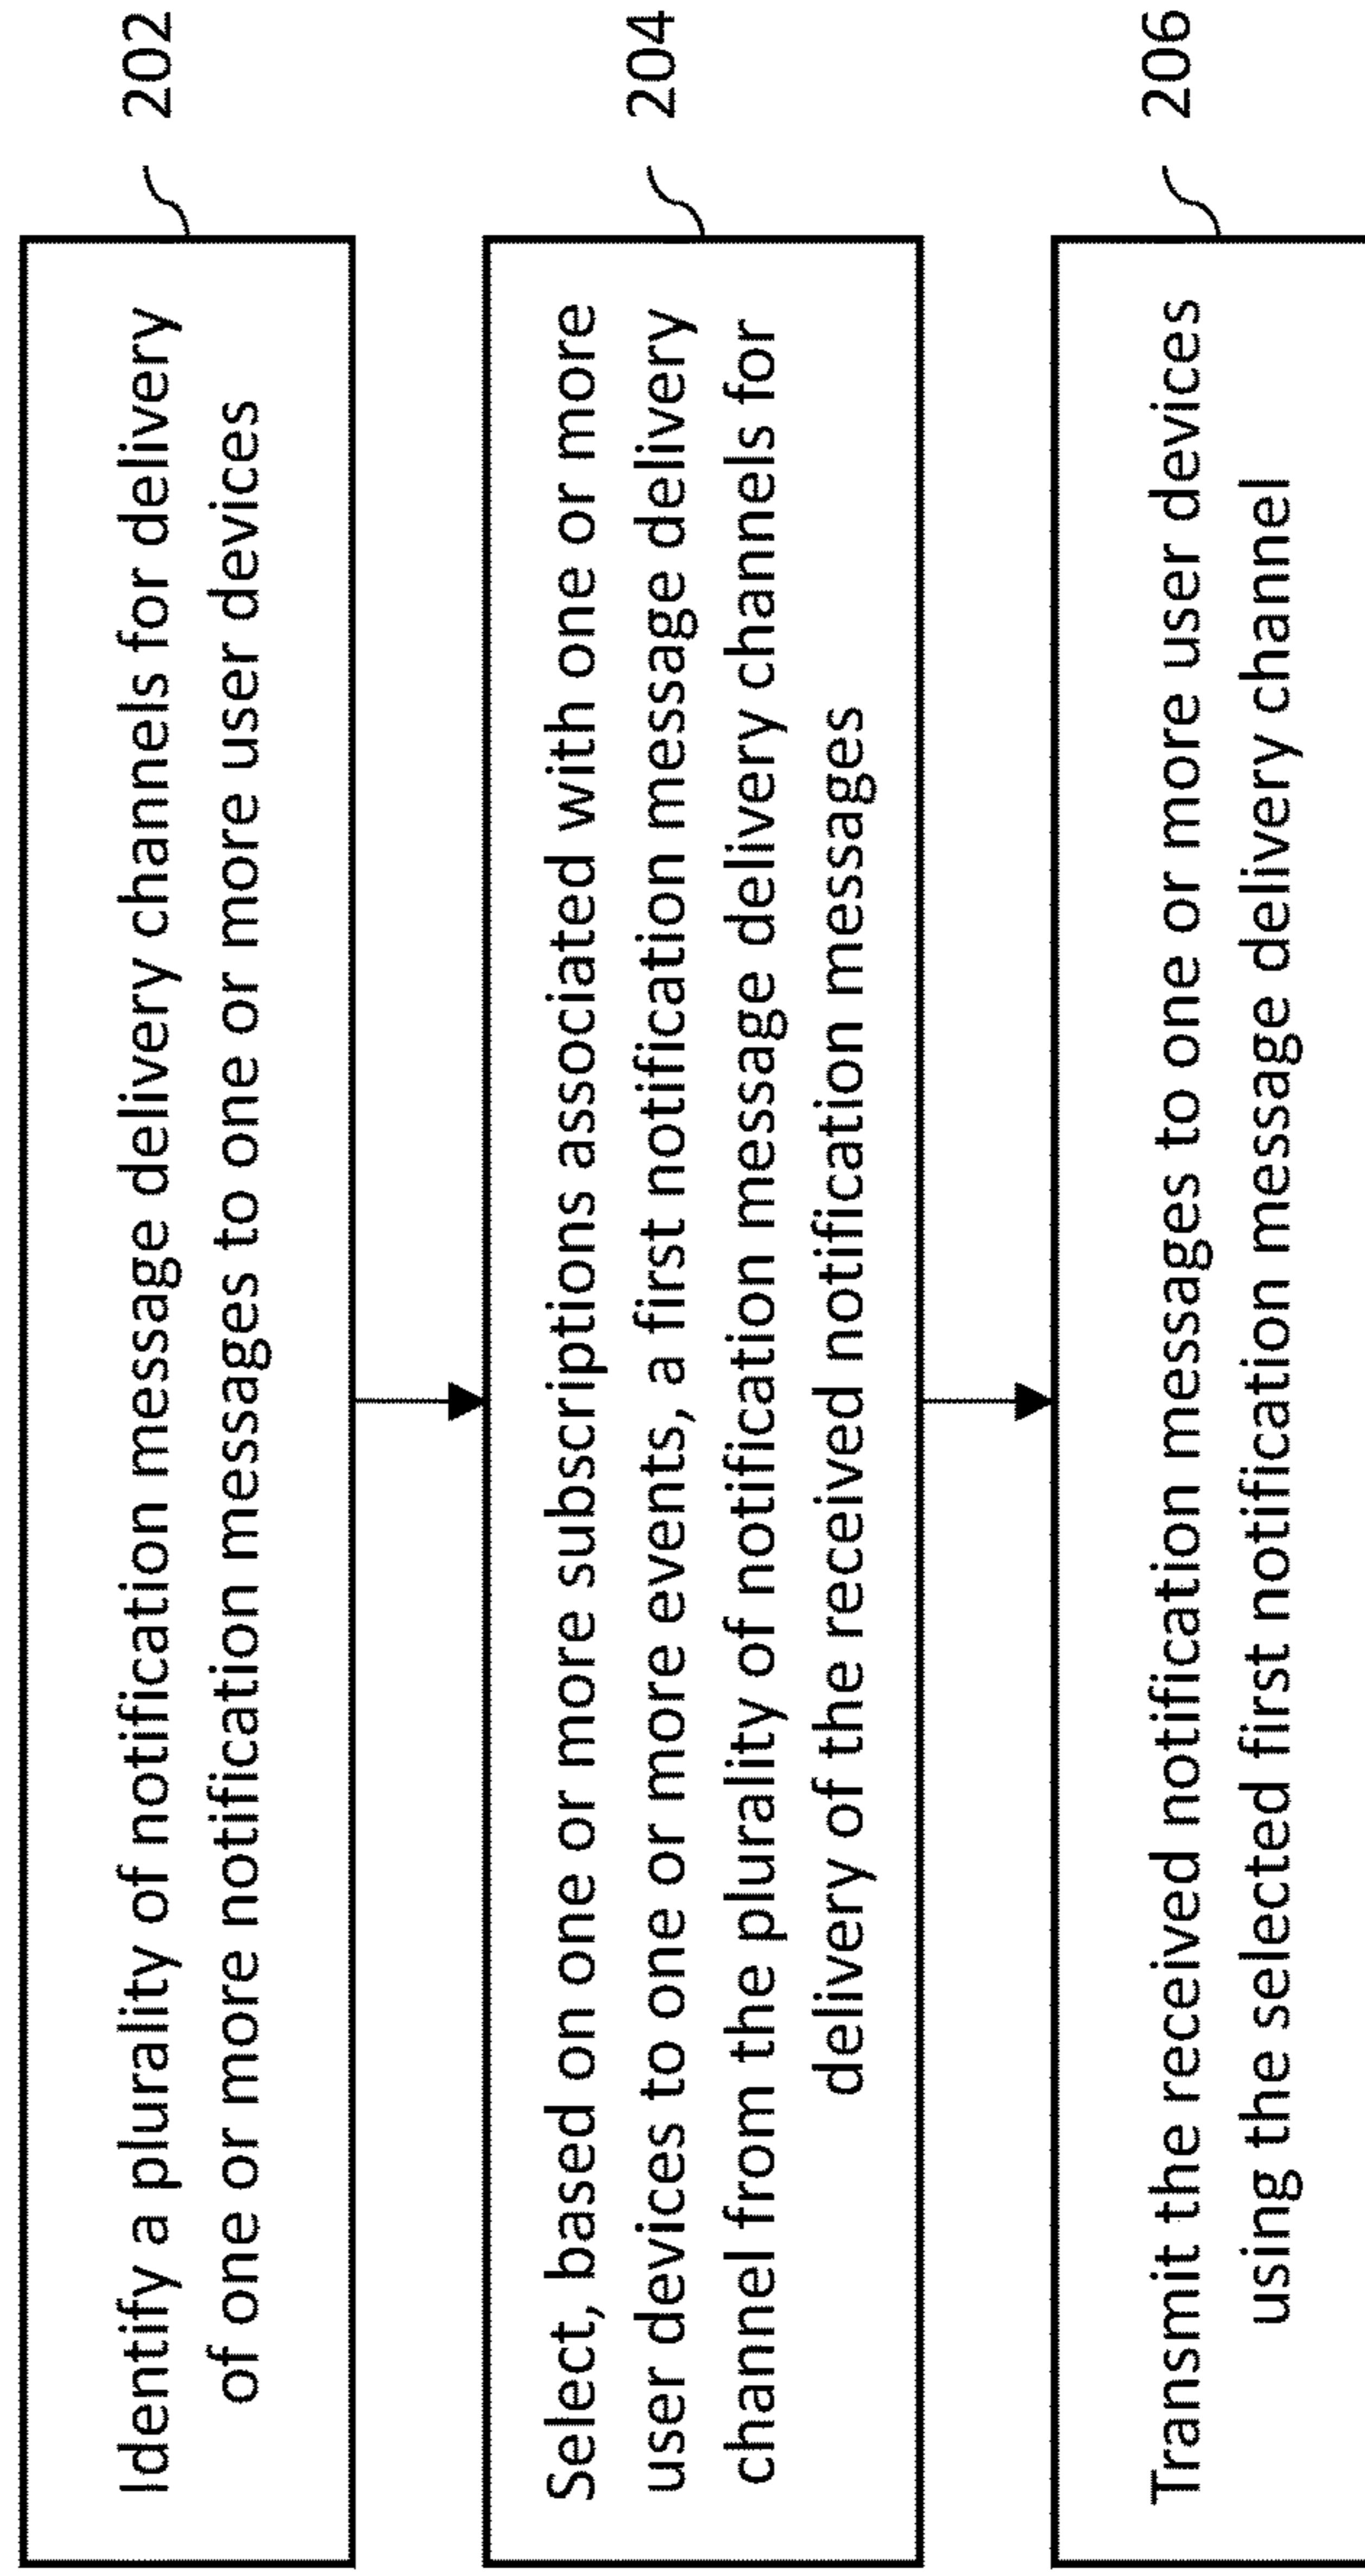 Identify a plurality of notification message delivery channels for delivery
of one or more notification messages to one or more user devices
202
Select, based on one or more subscriptions associated with one or more
user devices to one or more events, a first notification message delivery
channel from the plurality of notification message delivery channels for
delivery of the received notification messages
204
Transmit the received notification messages to one or more user devices
using the selected first notification message delivery channel
206